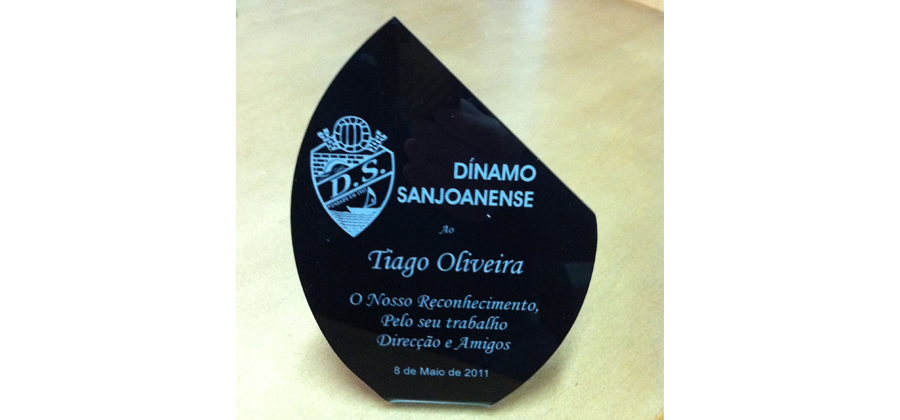 D.S.
DÍNAMO
SANJOANENSE
Ao
Tiago Oliveira
O Nosso Reconhecimento,
Pelo seu trabalho
Direcção e Amigos
8 de Maio de 2011